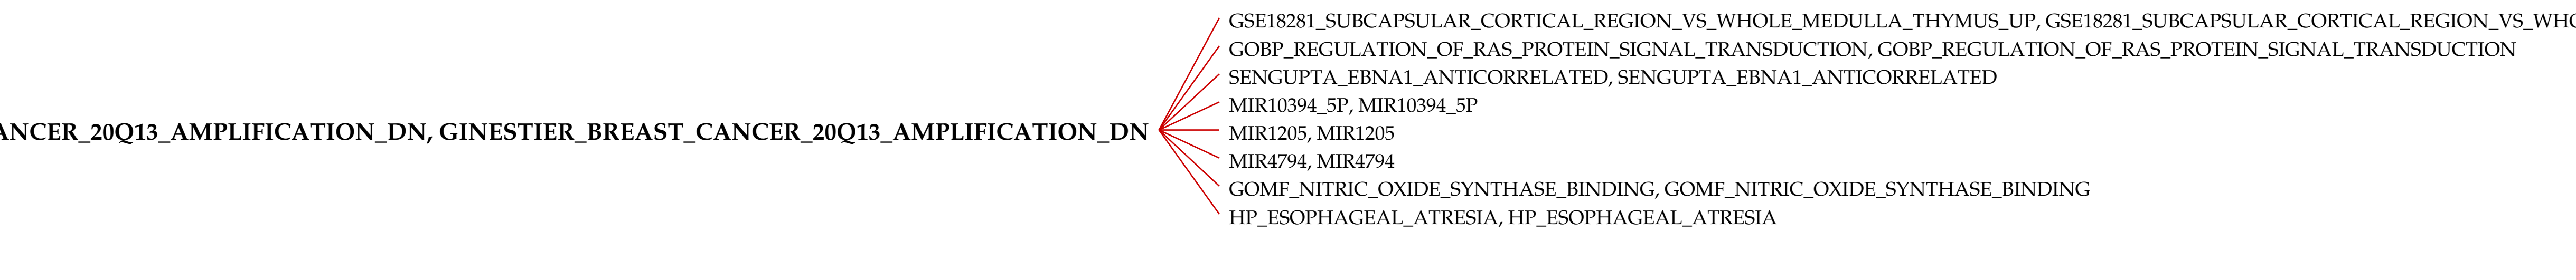 GSE18281_SUBCAPSULAR_CORTICAL_REGION_VS_WHOLE_MEDULLA_THYMUS_UP, GSE18281_SUBCAPSULAR_CORTICAL_REGION_VS_WHO
GOBP_REGULATION_OF_RAS_PROTEIN_SIGNAL_TRANSDUCTION, GOBP_REGULATION_OF_RAS_PROTEIN_SIGNAL_TRANSDUCTION
SENGUPTA_EBNA1_ANTICORRELATED, SENGUPTA_EBNA1_ANTICORRELATED
MIR10394_5P, MIR10394_5P
ANCER_20Q13_AMPLIFICATION_DN, GINESTIER_BREAST_CANCER_20Q13_AMPLIFICATION_DN
MIR1205, MIR1205
MIR4794, MIR4794
GOMF_NITRIC_OXIDE_SYNTHASE_BINDING, GOMF_NITRIC_OXIDE_SYNTHASE_BINDING
HP_ESOPHAGEAL_ATRESIA, HP_ESOPHAGEAL_ATRESIA